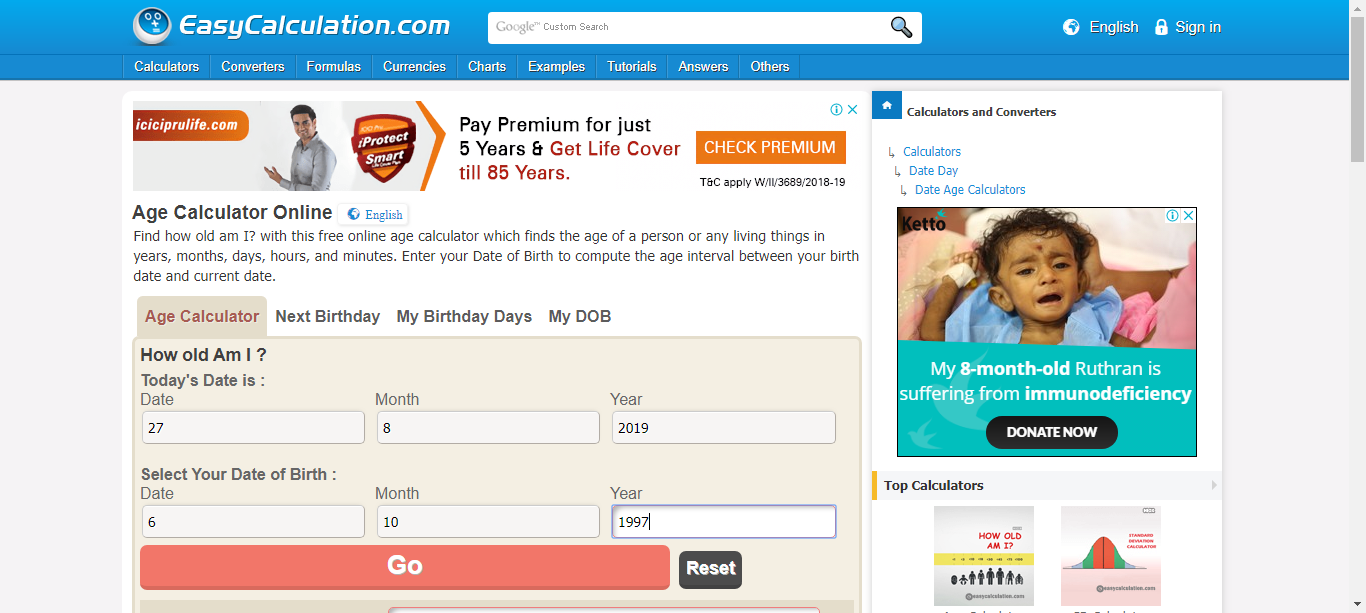 EasyCalculation.com
Google™ Custom Search
English
Sign in
Calculators
Converters
Formulas
Currencies
Charts
Examples
Tutorials
Answers
Others
iciciprulife.com
iProtect
Smart
Pay Premium for just
5 Years & Get Life Cover
till 85 Years.
CHECK PREMIUM
T&C apply W/II/3689/2018-19
Age Calculator Online
English
Find how old am I? with this free online age calculator which finds the age of a person or any living things in
years, months, days, hours, and minutes. Enter your Date of Birth to compute the age interval between your birth
date and current date.
Age Calculator
Next Birthday
My Birthday Days
My DOB
How old Am I ?
Today's Date is :
Date
Month
Year
27
8
2019
Select Your Date of Birth :
Date
Month
Year
6
10
1997
Go
Reset
Calculators and Converters
Calculators
Date Day
Date Age Calculators
Ketto
My 8-month-old Ruthran is
suffering from immunodeficiency
DONATE NOW
Top Calculators
HOW OLD
AM I?
easycalculation.com
STANDARD
DEVIATION
CALCULATOR
easycalculation.com